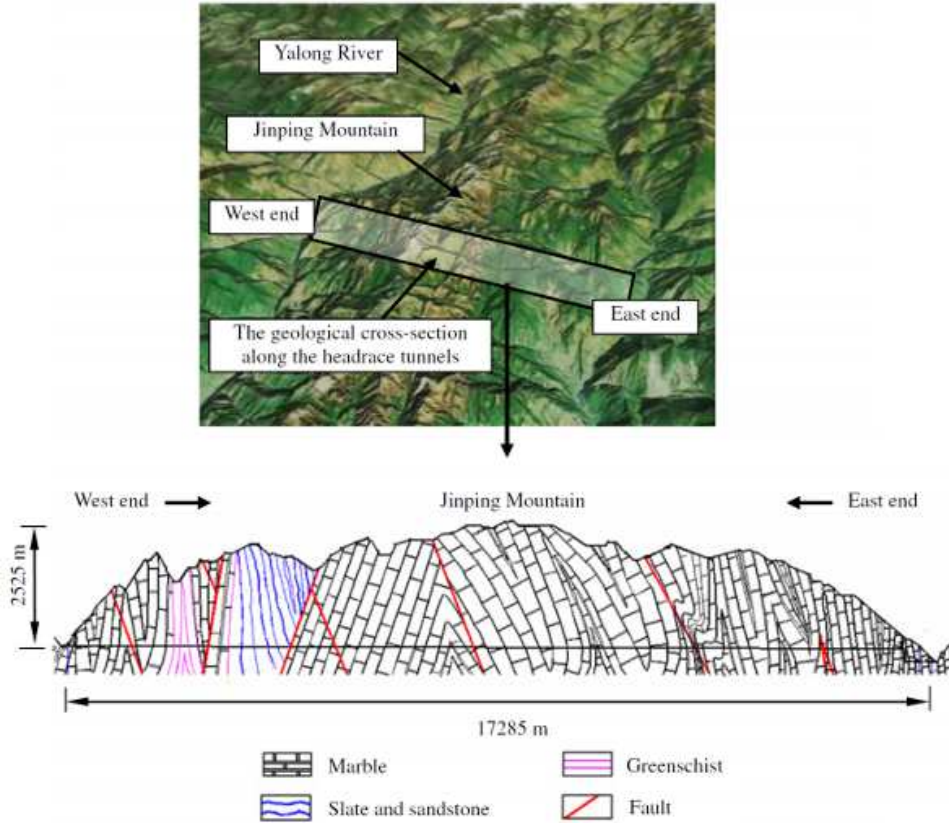 Yalong River
Jinping Mountain
West end
East end
The geological cross-section
along the headrace tunnels
West end
Jinping Mountain
East end
2525 m
17285 m
Marble
Greenschist
Slate and sandstone
Fault